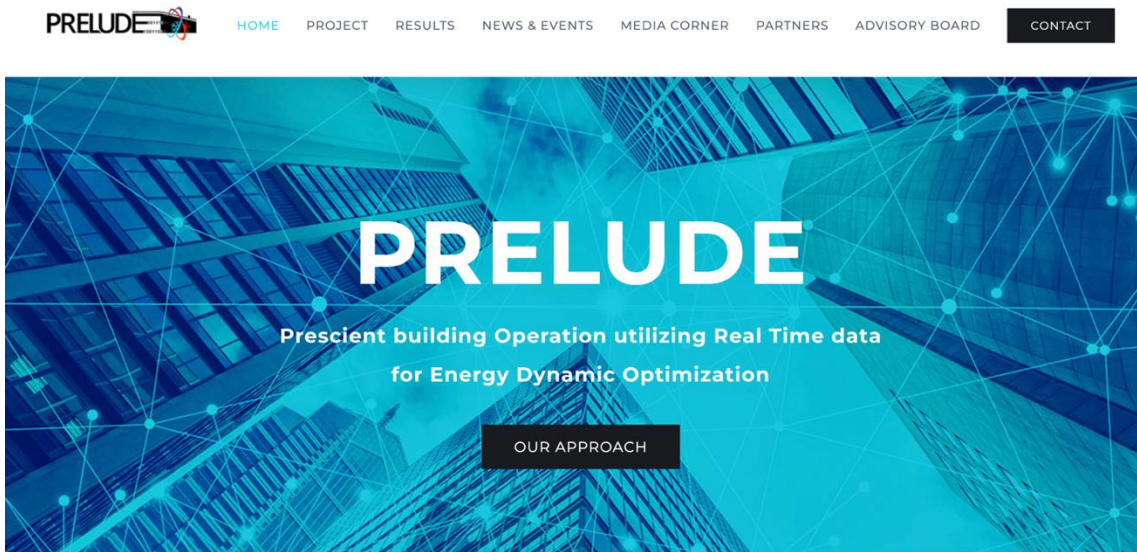 PRELUDE
HOME PROJECT RESULTS NEWS & EVENTS MEDIA CORNER PARTNERS ADVISORY BOARD CONTACT
PRELUDE
Prescient building Operation utilizing Real Time data
for Energy Dynamic Optimization
OUR APPROACH